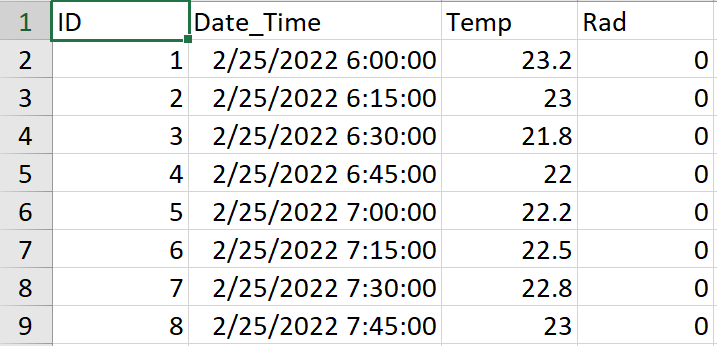 1 ID Date_Time Temp Rad
2 1 2/25/2022 6:00:00 23.2 0
3 2 2/25/2022 6:15:00 23 0
4 3 2/25/2022 6:30:00 21.8 0
5 4 2/25/2022 6:45:00 22 0
6 5 2/25/2022 7:00:00 22.2 0
7 6 2/25/2022 7:15:00 22.5 0
8 7 2/25/2022 7:30:00 22.8 0
9 8 2/25/2022 7:45:00 23 0